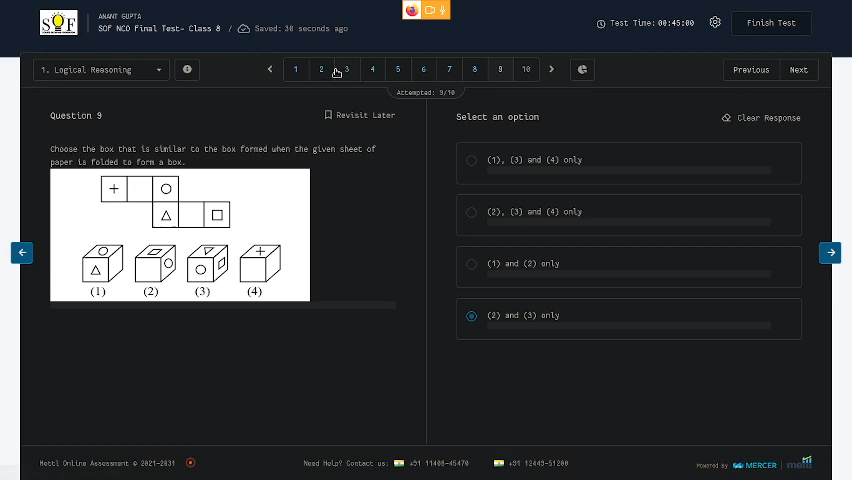 SOF
ANANT GUPTA
SOF NCO Final Test- Class 8
Saved: 30 seconds ago
Test Time: 00:45:00
Finish Test
1. Logical Reasoning
1 2 3 4 5 6 7 8 9 10
Previous Next
Attempted: 9/10
Question 9
Revisit Later
Choose the box that is similar to the box formed when the given sheet of
paper is folded to form a box.
(1) (2) (3) (4)
Select an option
Clear Response
(1), (3) and (4) only
(2), (3) and (4) only
(1) and (2) only
(2) and (3) only
Mettl Online Assessment © 2021-2031
Need Help? Contact us: +91 11408-45470 +91 12449-51200
Powered by MERCER mettl